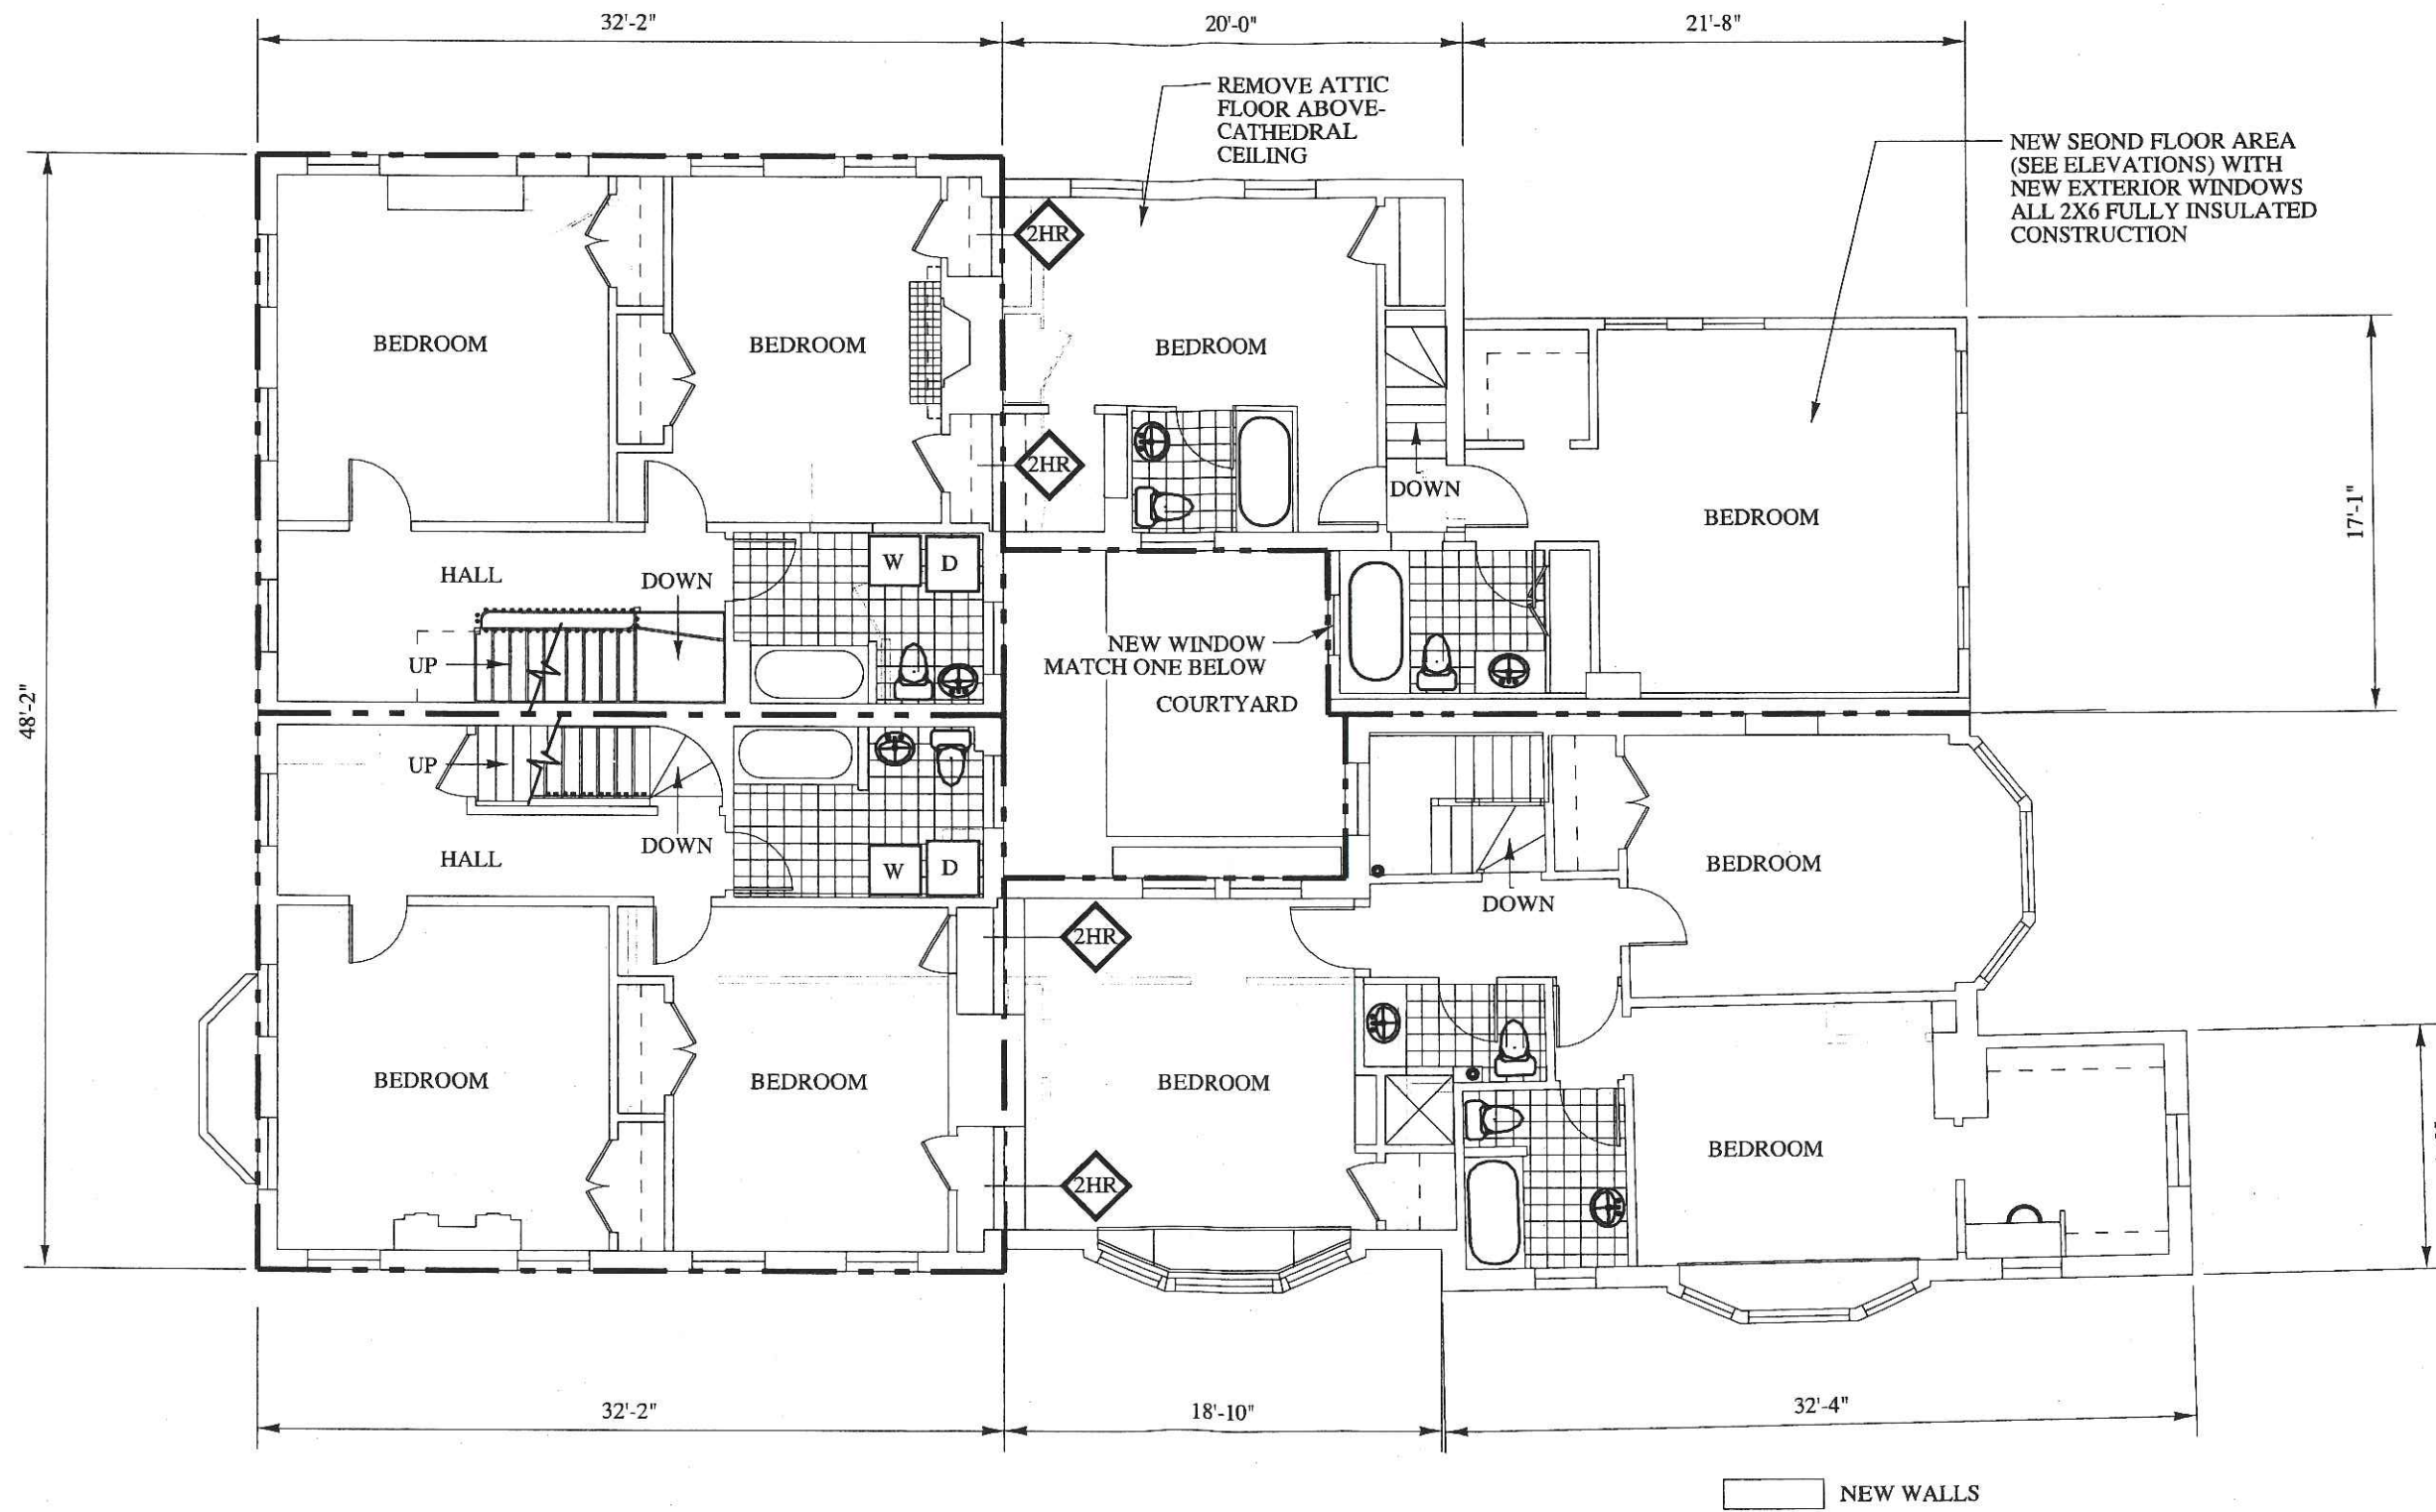 32'-2"
20'-0"
21'-8"
REMOVE ATTIC
FLOOR ABOVE-
CATHEDRAL
CEILING
NEW SEOND FLOOR AREA
(SEE ELEVATIONS) WITH
NEW EXTERIOR WINDOWS
ALL 2X6 FULLY INSULATED
CONSTRUCTION
2HR
BEDROOM
BEDROOM
BEDROOM
2HR
DOWN
BEDROOM
17'-1"
HALL
DOWN
W
D
UP
NEW WINDOW
MATCH ONE BELOW
COURTYARD
48'-2"
UP
HALL
DOWN
W
D
BEDROOM
DOWN
2HR
BEDROOM
BEDROOM
BEDROOM
BEDROOM
2HR
32'-2"
18'-10"
32'-4"
NEW WALLS